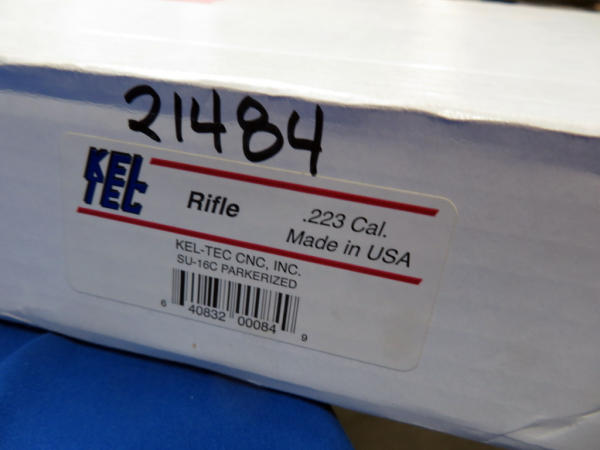 21484
KEL
TEC
Rifle
.223 Cal.
Made in USA
KEL-TEC CNC, INC.
SU-16C PARKERIZED
6 40832 00084 9